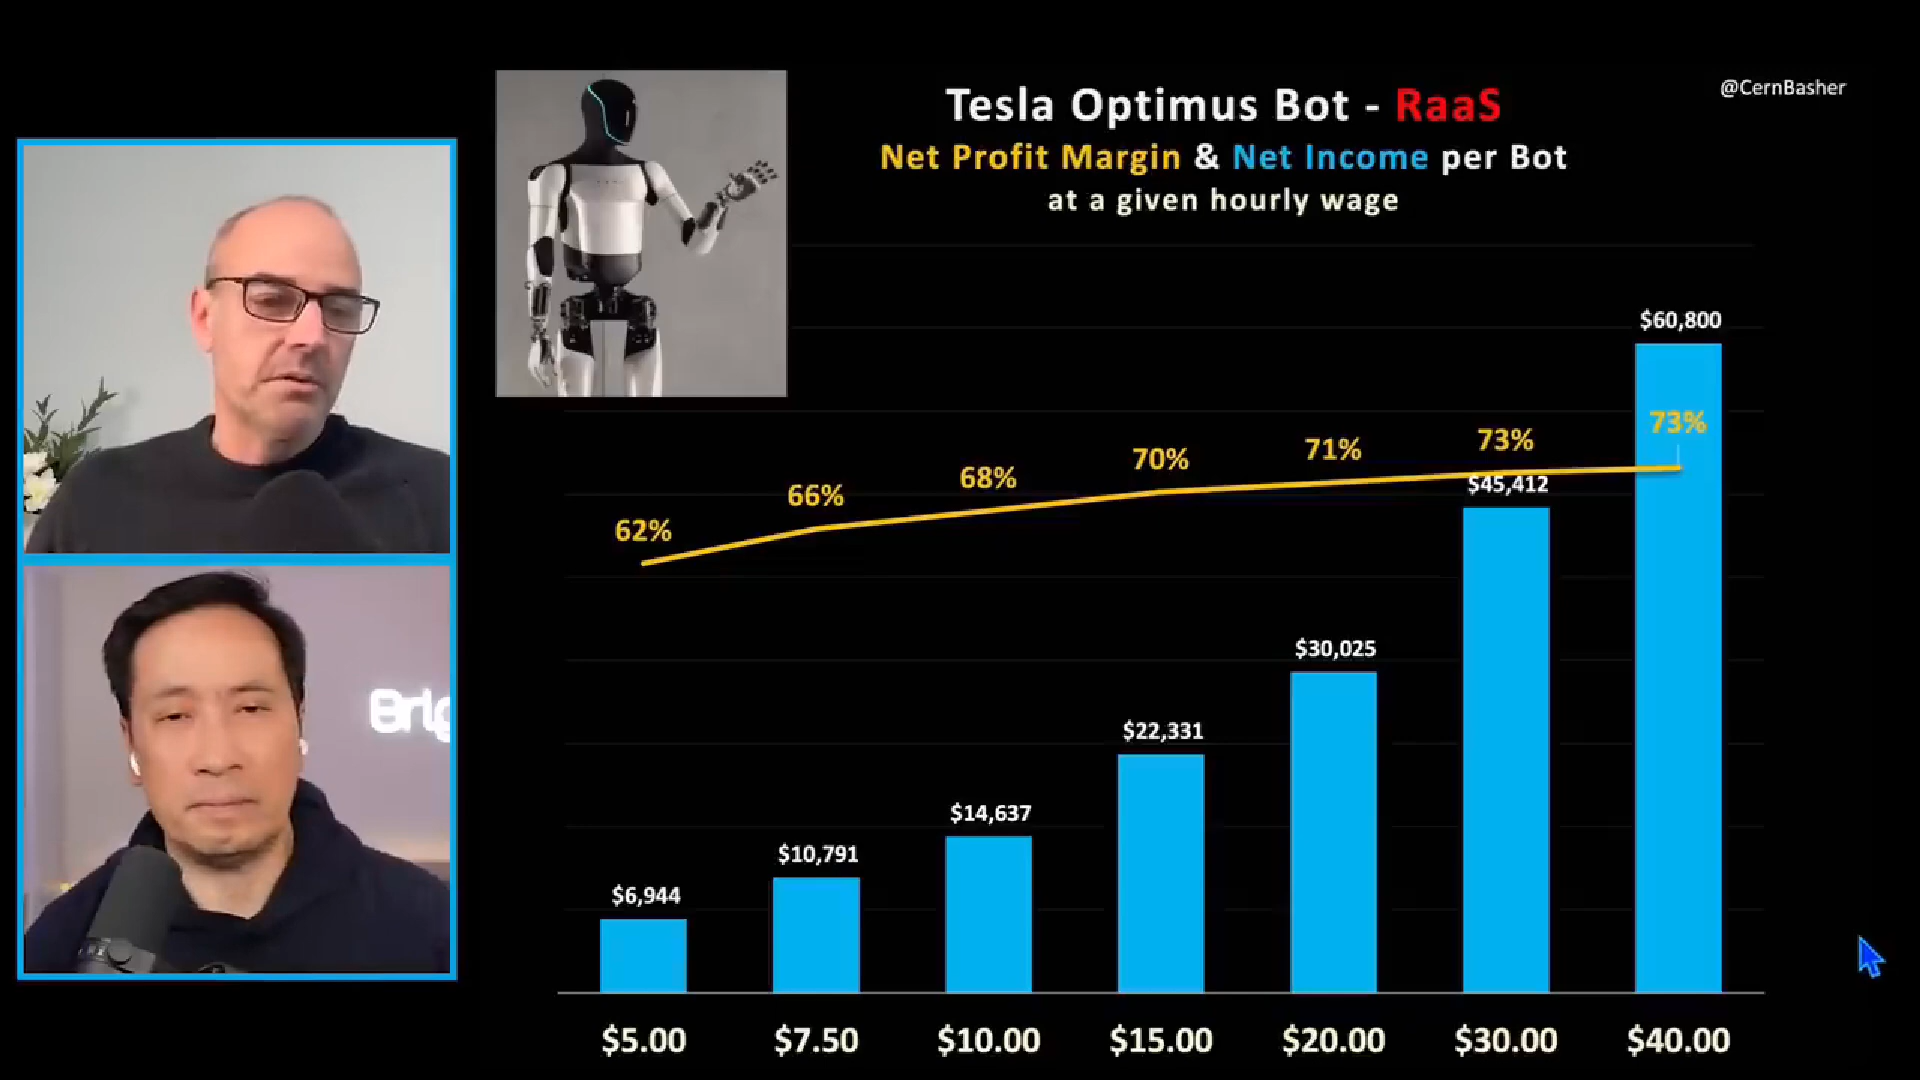 @CernBasher
Tesla Optimus Bot - RaaS
Net Profit Margin & Net Income per Bot
at a given hourly wage
$60,800
73%
73%
71%
70%
68%
66%
62%
$45,412
$30,025
$22,331
$14,637
$10,791
$6,944
Brig
$5.00 $7.50 $10.00 $15.00 $20.00 $30.00 $40.00